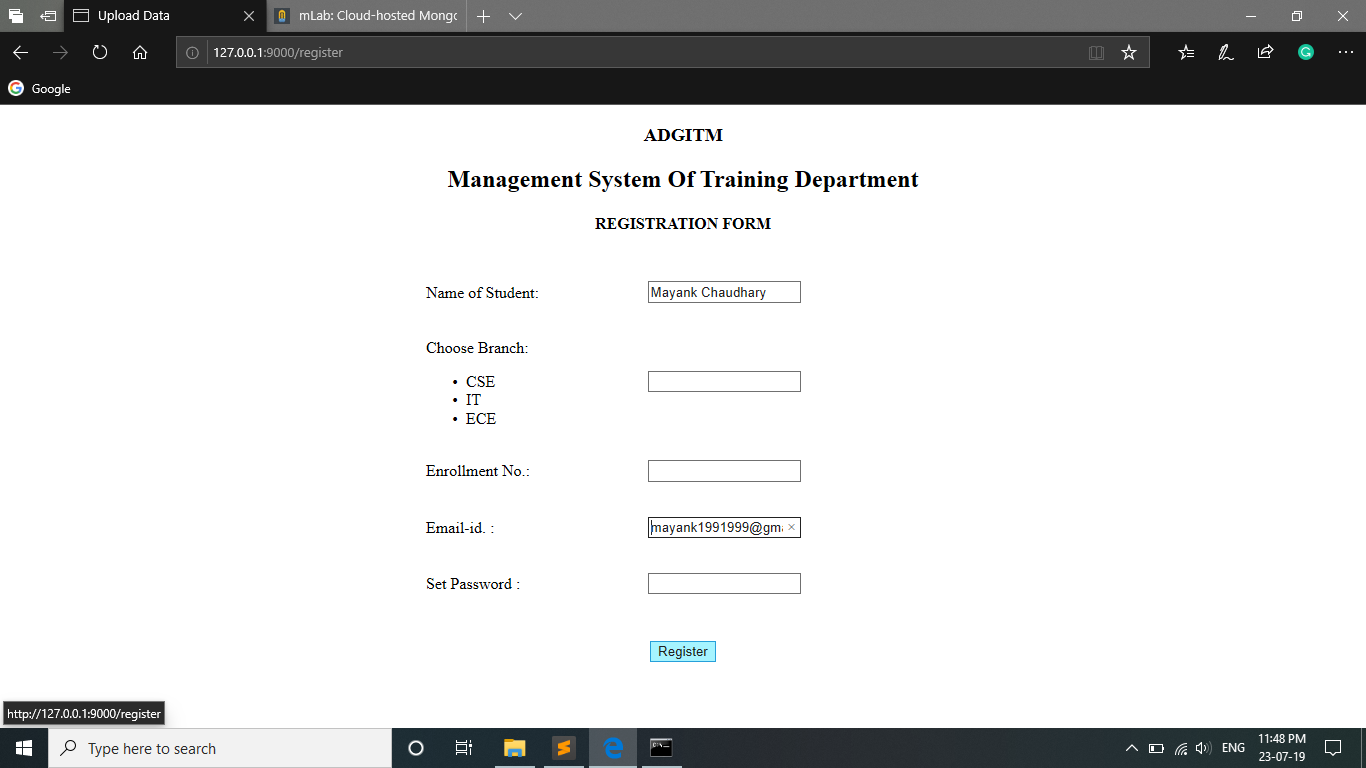 Upload Data
mLab: Cloud-hosted Mongo
127.0.0.1:9000/register
Google
ADGITM
Management System Of Training Department
REGISTRATION FORM
Name of Student: Mayank Chaudhary
Choose Branch:
• CSE
• IT
• ECE
Enrollment No.:
Email-id. : mayank1991999@gma
Set Password :
Register
http://127.0.0.1:9000/register
Type here to search
ENG
11:48 PM
23-07-19